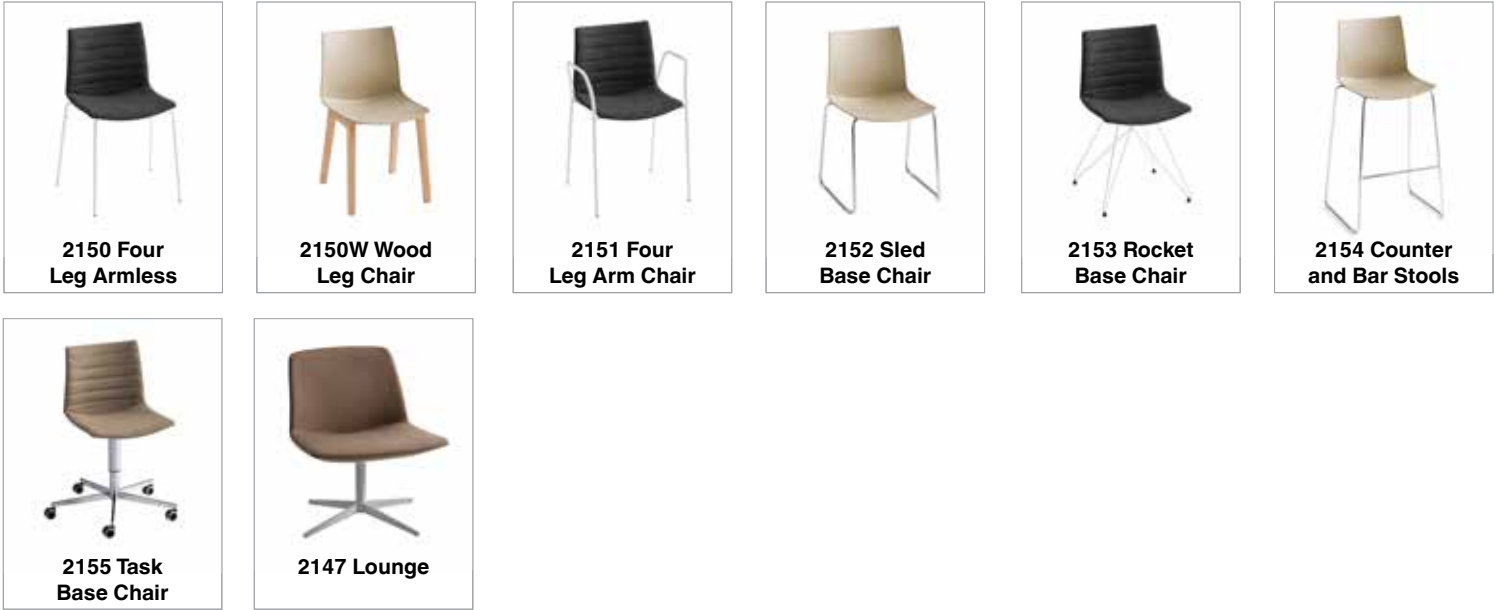 2150 Four
Leg Armless
2150W Wood
Leg Chair
2151 Four
Leg Arm Chair
2152 Sled
Base Chair
2153 Rocket
Base Chair
2154 Counter
and Bar Stools
2155 Task
Base Chair
2147 Lounge